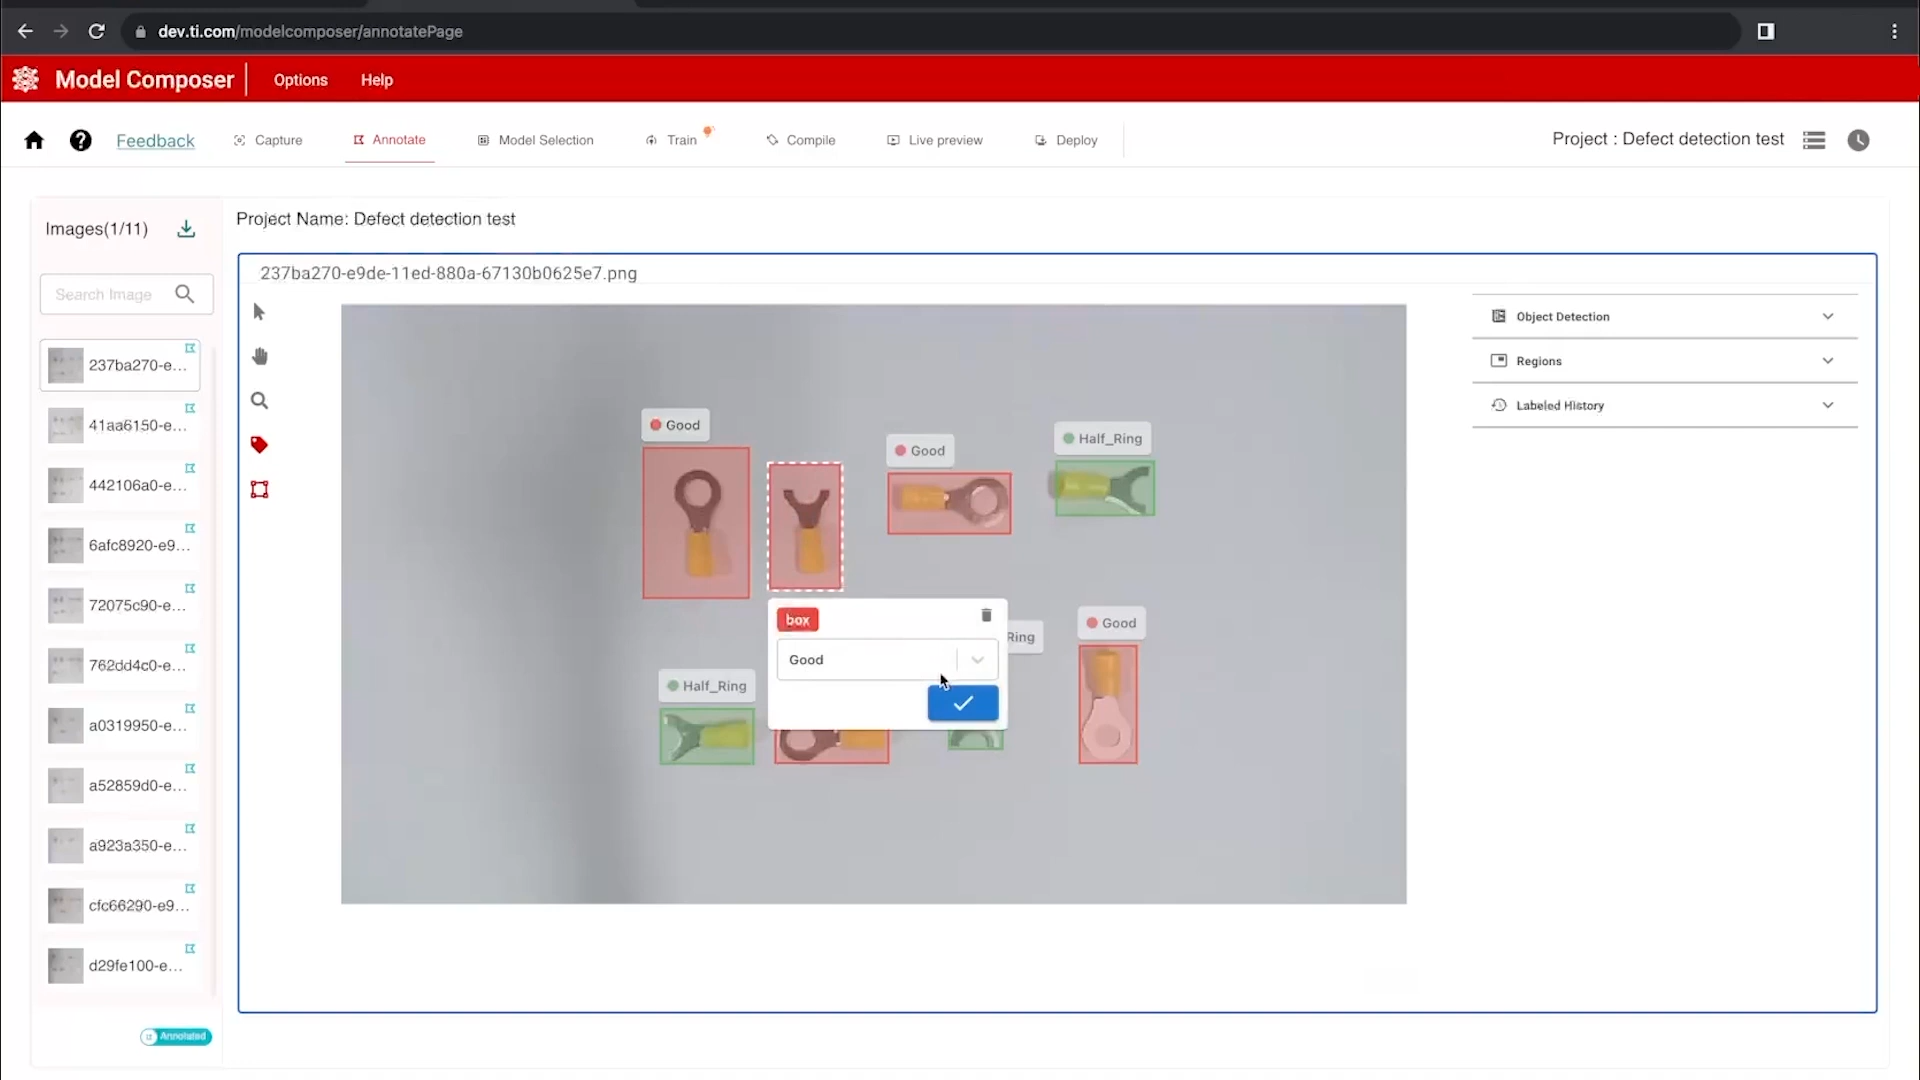 dev.ti.com/modelcomposer/annotatePage
Model Composer
Options
Help
Feedback
Capture
Annotate
Model Selection
Train
Compile
Live preview
Deploy
Project : Defect detection test
Images(1/11)
Search Image
237ba270-e...
41aa6150-e...
442106a0-e...
6afc8920-e9...
72075c90-e...
762dd4c0-e...
a0319950-e...
a52859d0-e...
a923a350-e...
cfc66290-e9...
d29fe100-e...
Annotated
Project Name: Defect detection test
237ba270-e9de-11ed-880a-67130b0625e7.png
Good
Good
Half_Ring
box
Good
Ring
Good
Half_Ring
Object Detection
Regions
Labeled History